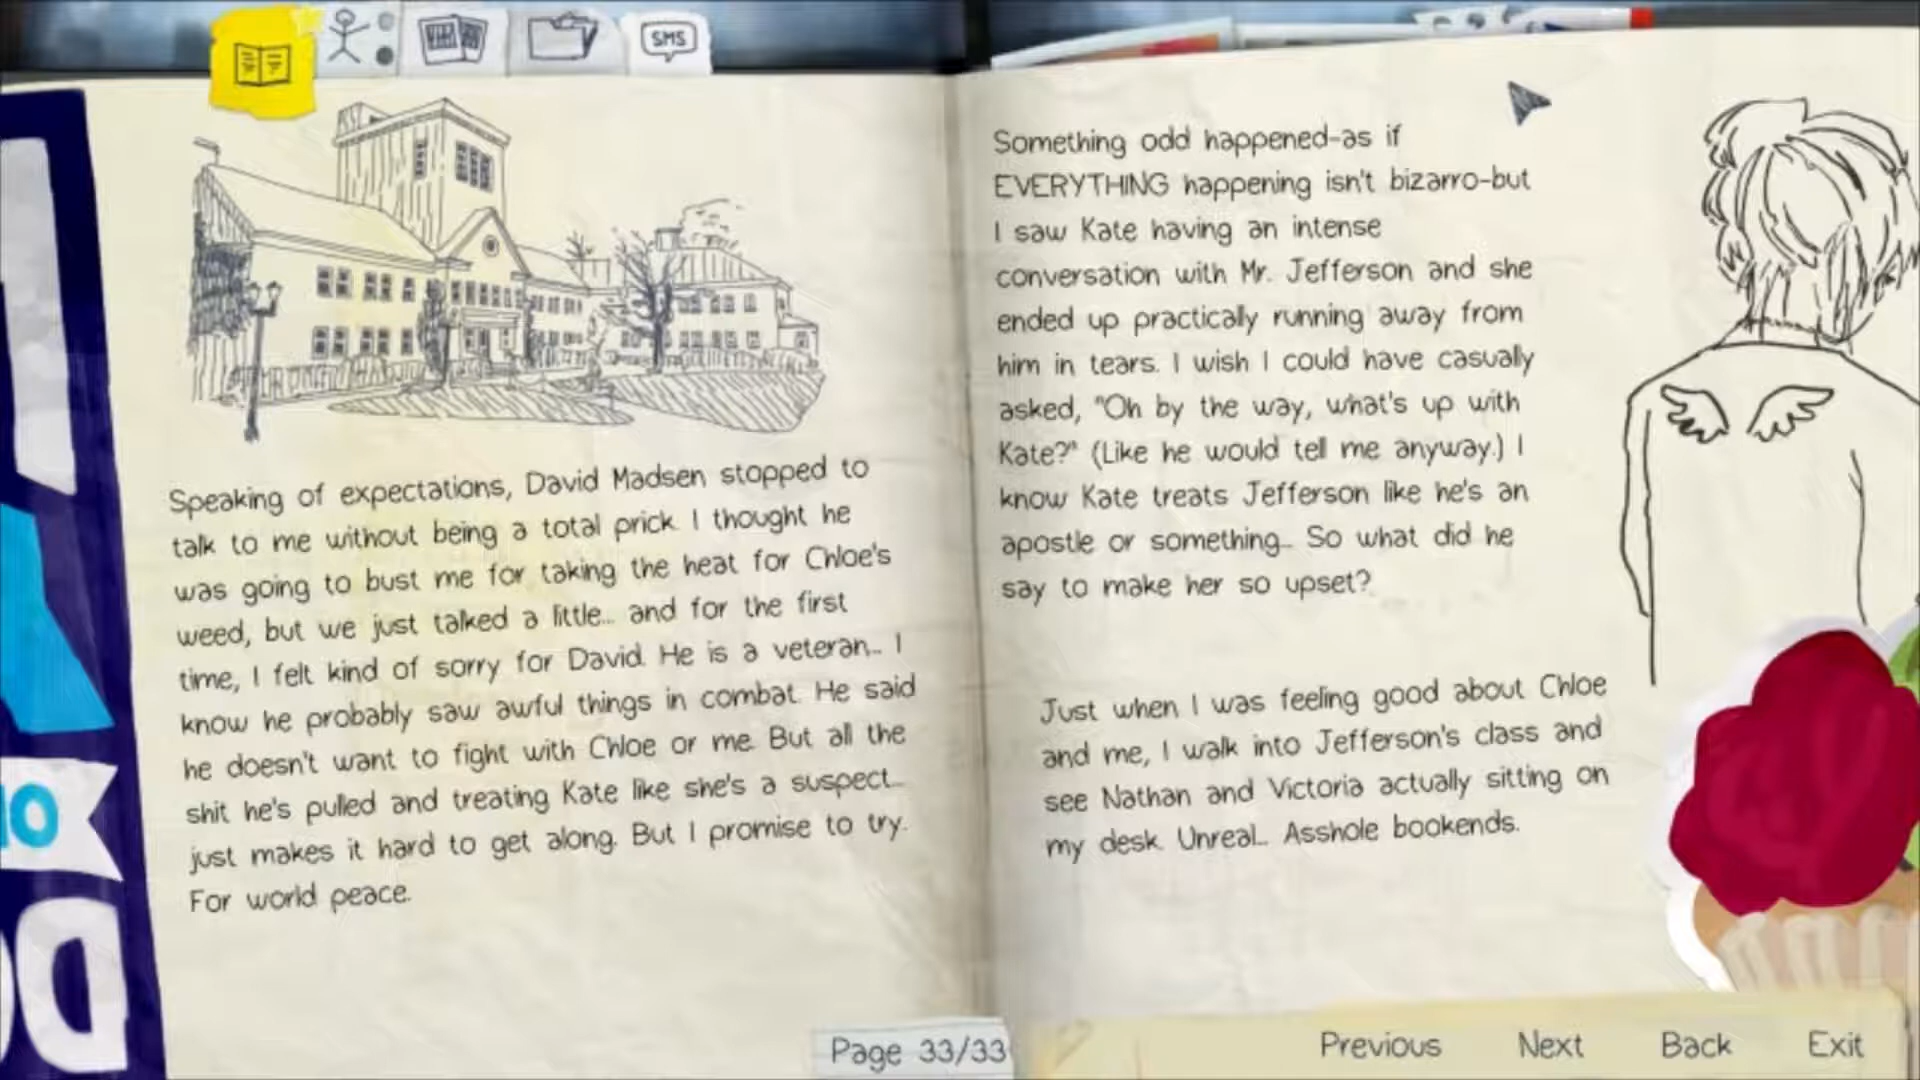 SMS
Speaking of expectations, David Madsen stopped to
talk to me without being a total prick. I thought he
was going to bust me for taking the heat for Chloe's
weed, but we just talked a little... and for the first
time, I felt kind of sorry for David. He is a veteran... I
know he probably saw awful things in combat. He said
he doesn't want to fight with Chloe or me. But all the
shit he's pulled and treating Kate like she's a suspect...
just makes it hard to get along. But I promise to try.
For world peace.
Something odd happened-as if
EVERYTHING happening isn't bizarro-but
I saw Kate having an intense
conversation with Mr. Jefferson and she
ended up practically running away from
him in tears. I wish I could have casually
asked, "Oh by the way, what's up with
Kate?" (Like he would tell me anyway.) I
know Kate treats Jefferson like he's an
apostle or something... So what did he
say to make her so upset?
Just when I was feeling good about Chloe
and me, I walk into Jefferson's class and
see Nathan and Victoria actually sitting on
my desk. Unreal... Asshole bookends.
Page 33/33
Previous Next Back Exit